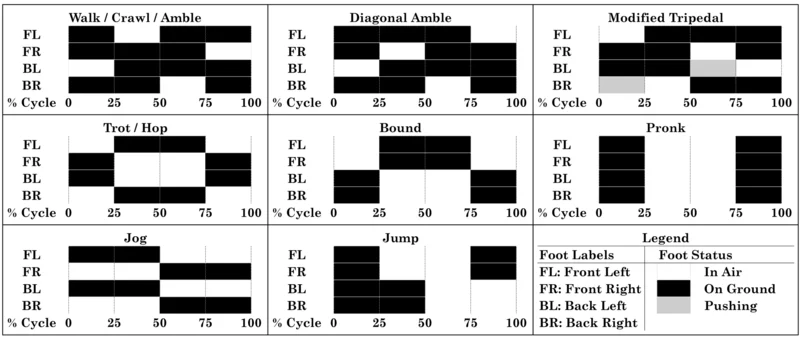 Walk / Crawl / Amble
FL
FR
BL
BR
% Cycle 0 25 50 75 100
Diagonal Amble
FL
FR
BL
BR
% Cycle 0 25 50 75 100
Modified Tripedal
FL
FR
BL
BR
% Cycle 0 25 50 75 100
Trot / Hop
FL
FR
BL
BR
% Cycle 0 25 50 75 100
Bound
FL
FR
BL
BR
% Cycle 0 25 50 75 100
Pronk
FL
FR
BL
BR
% Cycle 0 25 50 75 100
Jog
FL
FR
BL
BR
% Cycle 0 25 50 75 100
Jump
FL
FR
BL
BR
% Cycle 0 25 50 75 100
Legend
Foot Labels Foot Status
FL: Front Left In Air
FR: Front Right On Ground
BL: Back Left Pushing
BR: Back Right